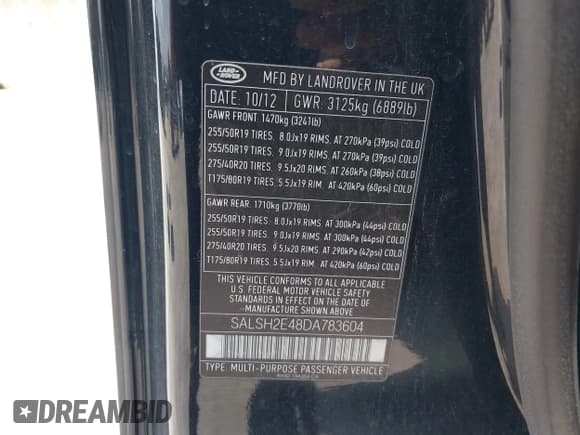 LAND
ROVER
MFD BY LANDROVER IN THE UK
DATE: 10/12 GWR: 3125kg (6889lb)
GAWR FRONT 1470kg (3241lb)
255/50R19 TIRES. 8.0Jx19 RIMS. AT 270kPa (39psi) COLD
255/50R19 TIRES. 9.0Jx19 RIMS. AT 270kPa (39psi) COLD
275/40R20 TIRES. 9.5Jx20 RIMS. AT 260kPa (38psi) COLD
T175/80R19 TIRES. 5.5Jx19 RIM. AT 420kPa (60psi) COLD
GAWR REAR: 1710kg (3770lb)
255/50R19 TIRES. 8.0Jx19 RIMS. AT 300kPa (44psi) COLD
255/50R19 TIRES. 9.0Jx19 RIMS. AT 300kPa (44psi) COLD
275/40R20 TIRES. 9.5Jx20 RIMS. AT 290kPa (42psi) COLD
T175/80R19 TIRES. 5.5Jx19 RIM. AT 420kPa (60psi) COLD
THIS VEHICLE CONFORMS TO ALL APPLICABLE
U.S. FEDERAL MOTOR VEHICLE SAFETY
STANDARDS IN EFFECT ON THE DATE OF
MANUFACTURE SHOWN ABOVE
SALSH2E48DA783604
TYPE: MULTI-PURPOSE PASSENGER VEHICLE
DREAMBID